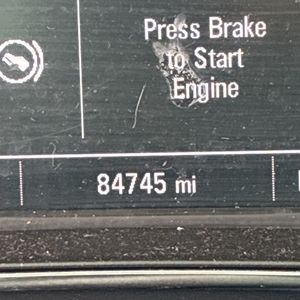 Press Brake
to Start
Engine
84745 mi